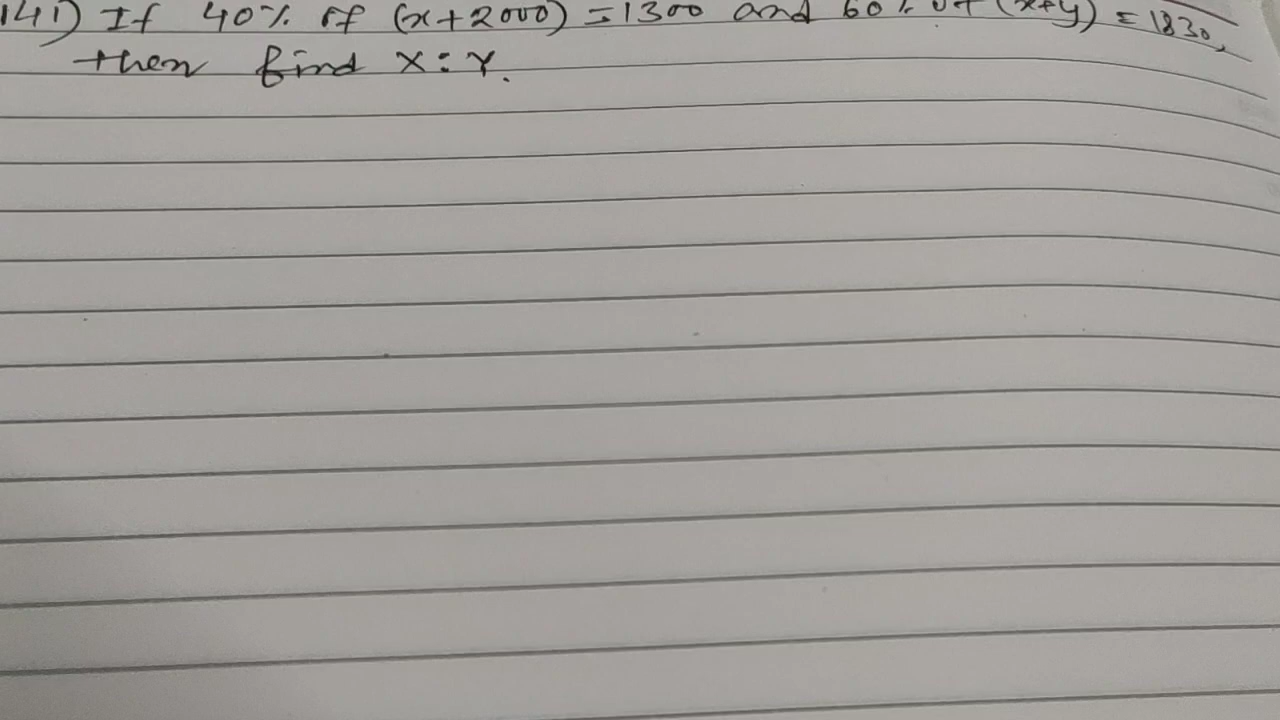 141) If 40% of (x+2000) = 1300 and 60% of (x+y) = 1830,
then find X:Y.